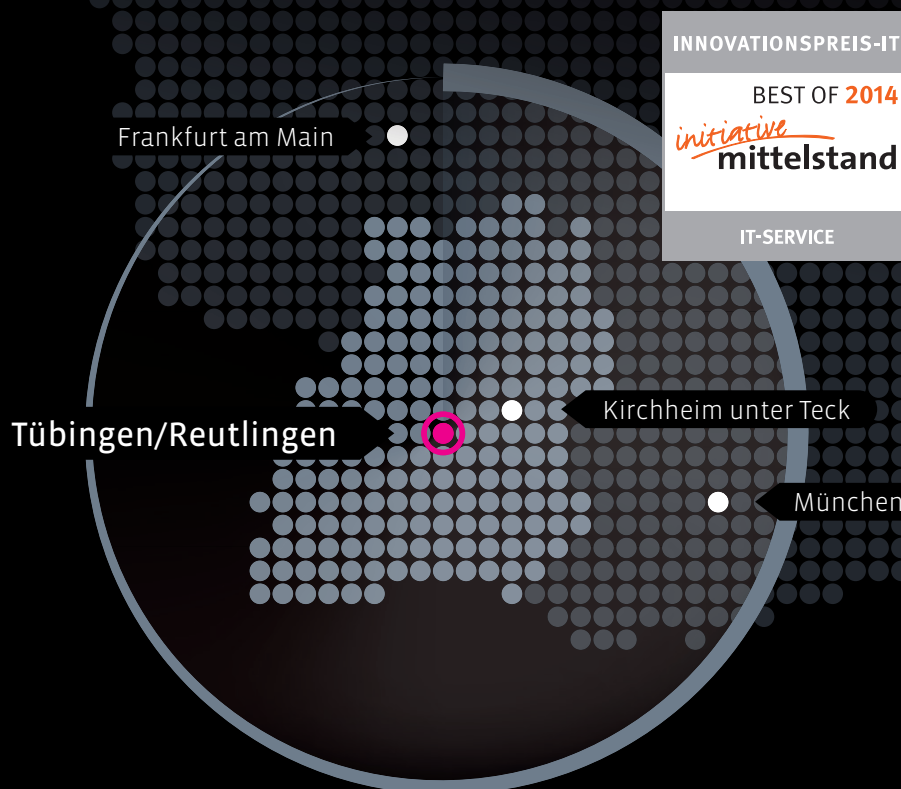 INNOVATIONSPREIS-IT
BEST OF 2014
initiative
mittelstand
IT-SERVICE
Frankfurt am Main
Kirchheim unter Teck
Tübingen/Reutlingen
München